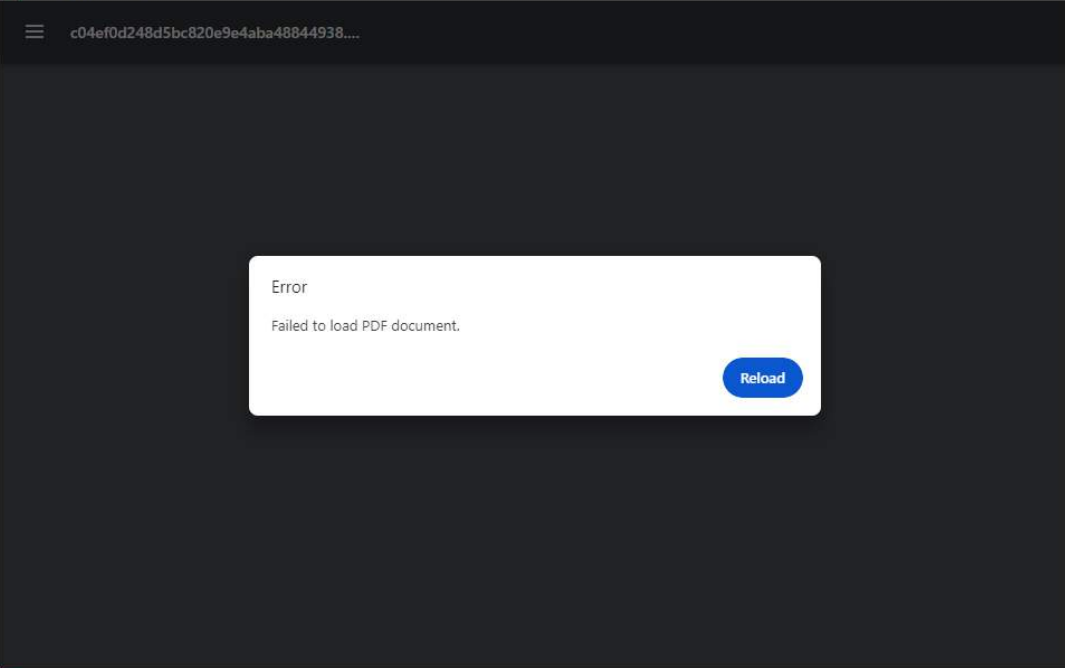 c04ef0d248d5bc820e9e4aba48844938....
Error
Failed to load PDF document.
Reload